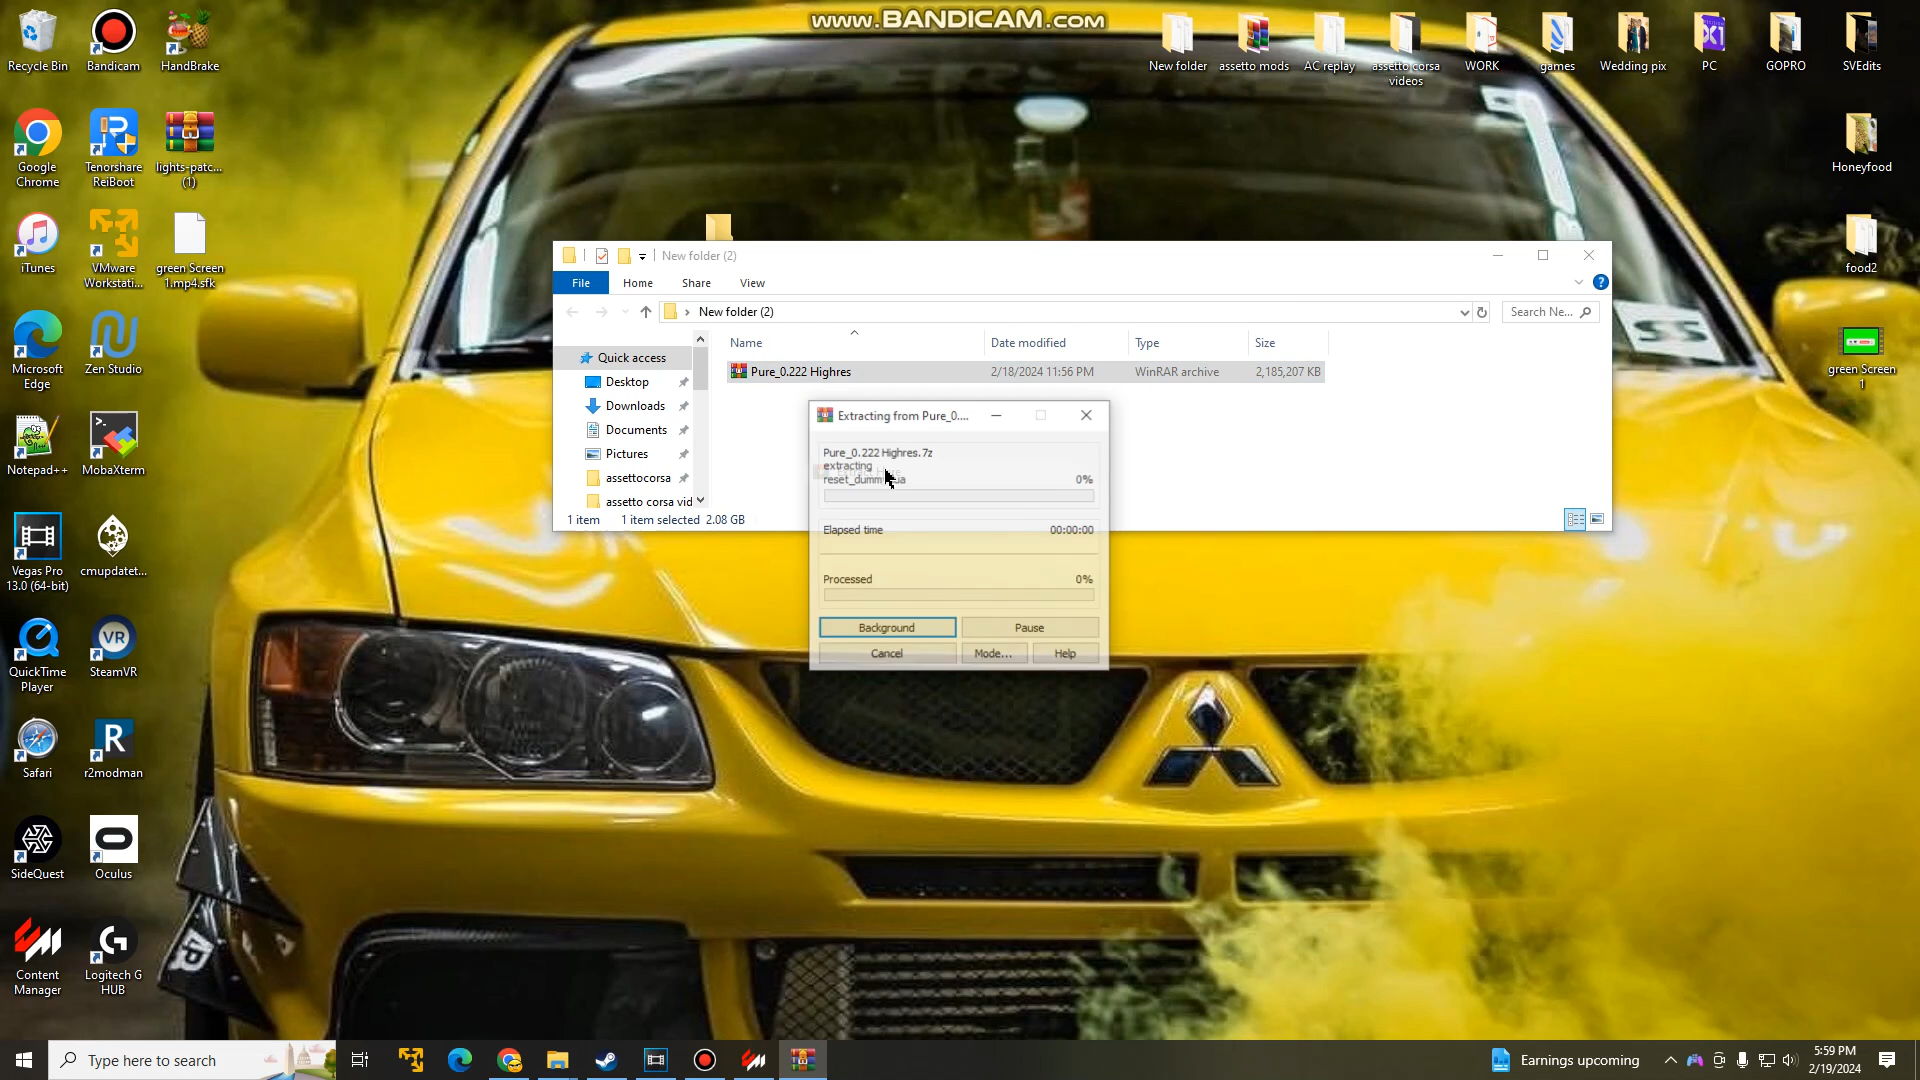 www.BANDICAM.com
Recycle Bin
Bandicam
HandBrake
New folder
assetto mods
AC replay
assetto corsa
videos
WORK
games
Wedding pix
PC
GOPRO
SVEdits
Google
Chrome
Tenorshare
ReiBoot
lights-patc...
(1)
Honeyfood
iTunes
VMware
Workstati...
green Screen
1.mp4.sfk
food2
Microsoft
Edge
Zen Studio
green Screen
1
Notepad++
MobaXterm
Vegas Pro
13.0 (64-bit)
cmupdatet...
QuickTime
Player
SteamVR
Safari
r2modman
SideQuest
Oculus
Content
Manager
Logitech G
HUB
New folder (2)
File
Home
Share
View
New folder (2)
Search Ne...
Name
Date modified
Type
Size
Pure_0.222 Highres
2/18/2024 11:56 PM
WinRAR archive
2,185,207 KB
Quick access
Desktop
Downloads
Documents
Pictures
assettocorsa
assetto corsa vid
1 item
1 item selected 2.08 GB
Extracting from Pure_0....
Pure_0.222 Highres.7z
extracting
0%
Elapsed time
00:00:00
Processed
0%
Background
Pause
Cancel
Mode...
Help
Type here to search
Earnings upcoming
5:59 PM
2/19/2024